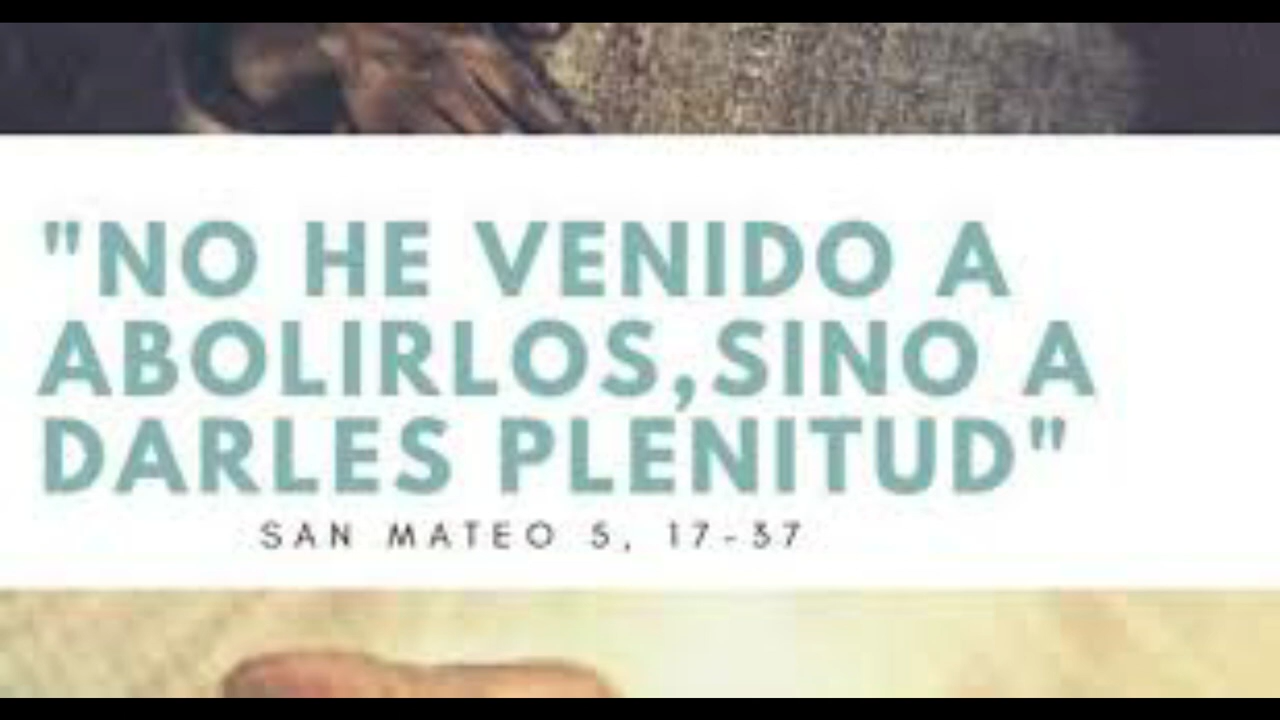 "NO HE VENIDO A
ABOLIRLOS,SINO A
DARLES PLENITUD"
SAN MATEO 5, 17-37